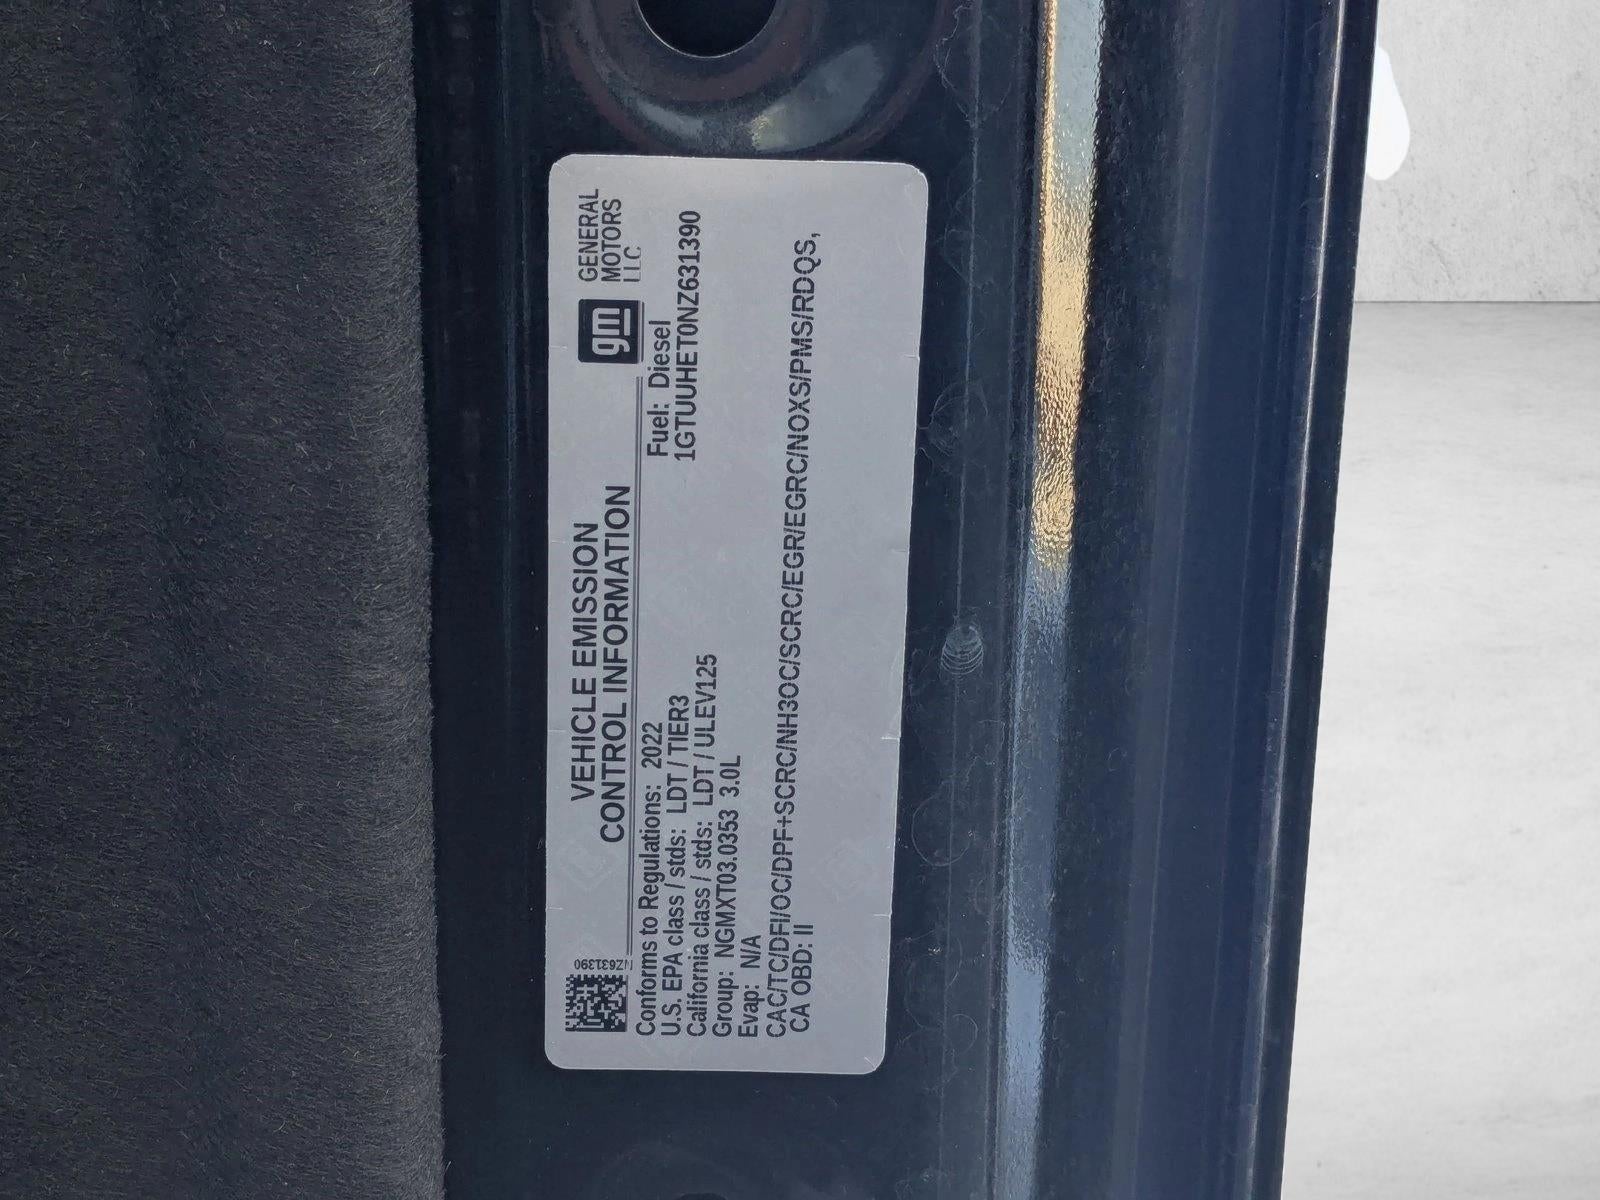 NZ631390
VEHICLE EMISSION
CONTROL INFORMATION
gm
GENERAL
MOTORS
LLC
Conforms to Regulations: 2022
Fuel: Diesel
U.S. EPA class / stds: LDT / TIER3
1GTUUHET0NZ631390
California class / stds: LDT / ULEV125
Group: NGMXT03.0353 3.0L
Evap: N/A
CAC/TC/DFI/OC/DPF+SCRC/NH3OC/SCRC/EGR/EGRC/NOXS/PMS/RDQS,
CA OBD: II